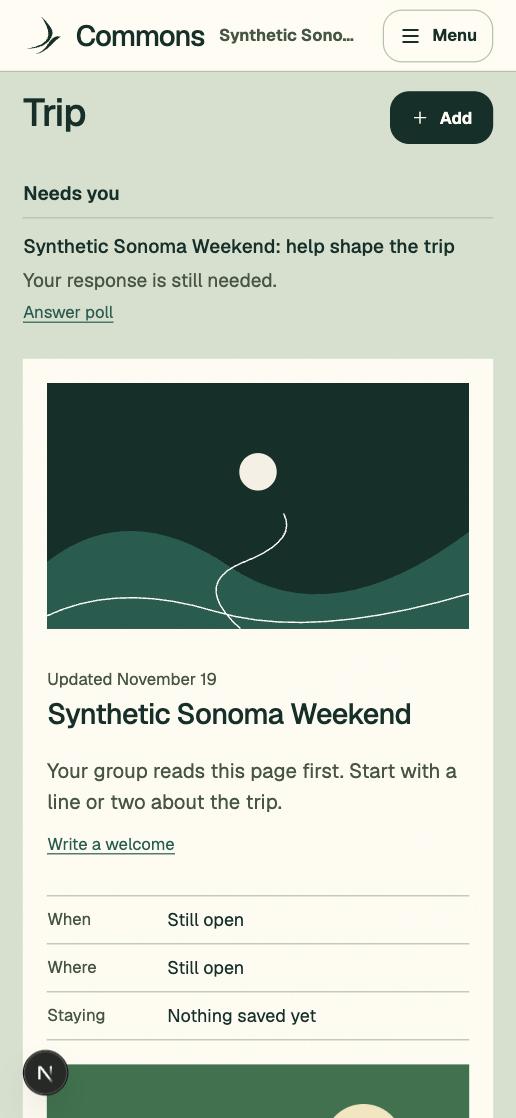 Commons
Synthetic Sono...
Menu
Trip
Add
Needs you
Synthetic Sonoma Weekend: help shape the trip
Your response is still needed.
Answer poll
Updated November 19
Synthetic Sonoma Weekend
Your group reads this page first. Start with a
line or two about the trip.
Write a welcome
When Still open
Where Still open
Staying Nothing saved yet
N